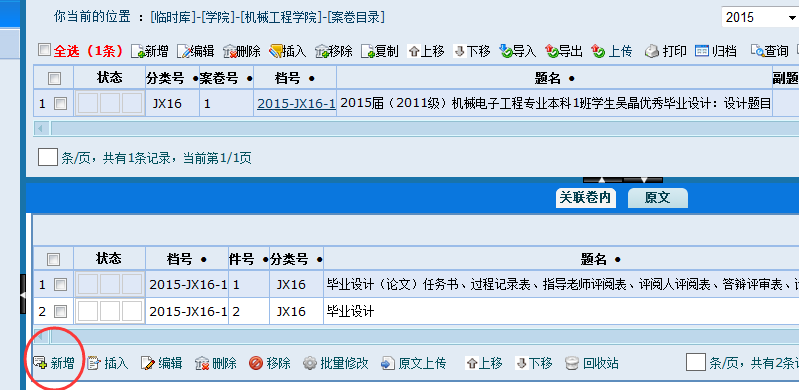 你当前的位置 : [临时库]-[学院]-[机械工程学院]-[案卷目录] 2015
全选（1条） 新增 编辑 删除 插入 移除 复制 上移 下移 导入 导出 上传 打印 归档 查询
状态 分类号 案卷号 档号 题名 副题
1 JX16 1 2015-JX16-1 2015届（2011级）机械电子工程专业本科1班学生吴晶优秀毕业设计：设计题目
条/页，共有1条记录，当前第1/1页
关联卷内 原文
状态 档号 件号 分类号 题名
1 2015-JX16-1 1 JX16 毕业设计（论文）任务书、过程记录表、指导老师评阅表、评阅人评阅表、答辩评审表、
2 2015-JX16-1 2 JX16 毕业设计
新增 插入 编辑 删除 移除 批量修改 原文上传 上移 下移 回收站 条/页，共有2条